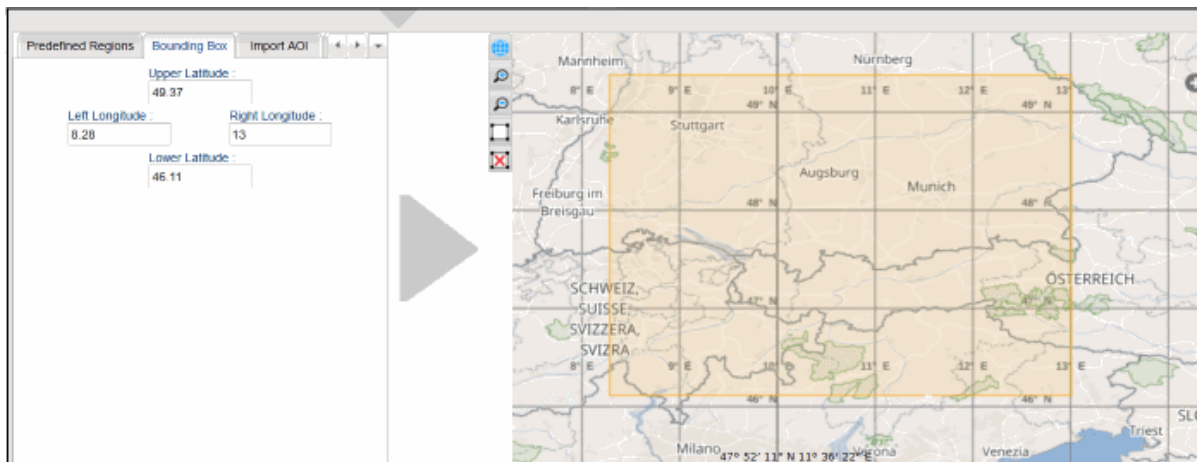 Predefined Regions Bounding Box Import AOI
Upper Latitude :
49.37
Left Longitude : Right Longitude :
8.28 13
Lower Latitude :
46.11
Mannheim Nürnberg
8° E 9° E 10° E 11° E 12° E 13°
49° N 49° N
Karlsruhe Stuttgart
Augsburg Munich
Freiburg im
Breisgau
48° N 48° N
ÖSTERREICH
SCHWEIZ,
SUISSE,
SVIZZERA,
SVIZRA
47° N 47° N
8° E 9° E 10° E 11° E 12° E 13° E
46° N 46° N
SLO
Triest
Milano Verona Venezia
47° 52' 11" N 11° 36' 22" E